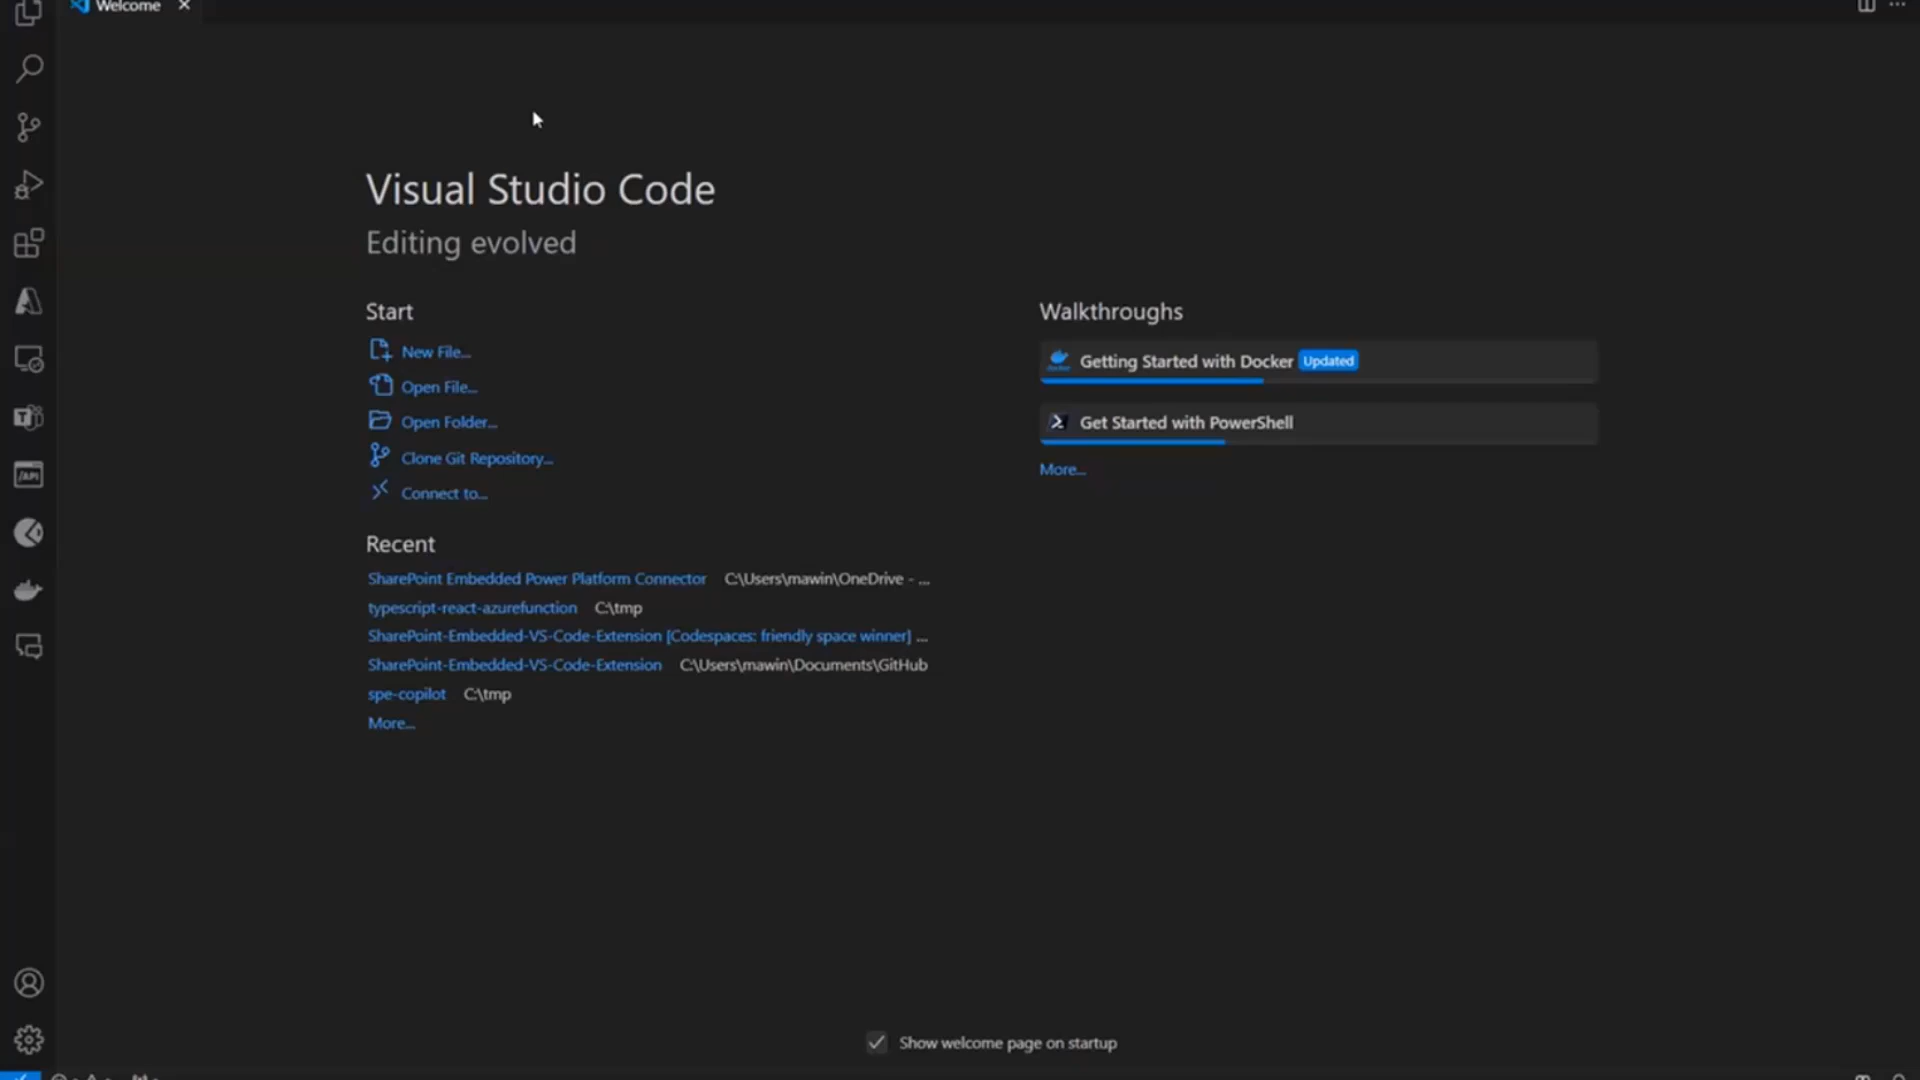 Welcome
Visual Studio Code
Editing evolved
Start
New File...
Open File...
Open Folder...
Clone Git Repository...
Connect to...
Recent
SharePoint Embedded Power Platform Connector C:\Users\mawin\OneDrive - ...
typescript-react-azurefunction C:\tmp
SharePoint-Embedded-VS-Code-Extension [Codespaces: friendly space winner] ...
SharePoint-Embedded-VS-Code-Extension C:\Users\mawin\Documents\GitHub
spe-copilot C:\tmp
More...
Walkthroughs
Getting Started with Docker Updated
Get Started with PowerShell
More...
Show welcome page on startup
/API